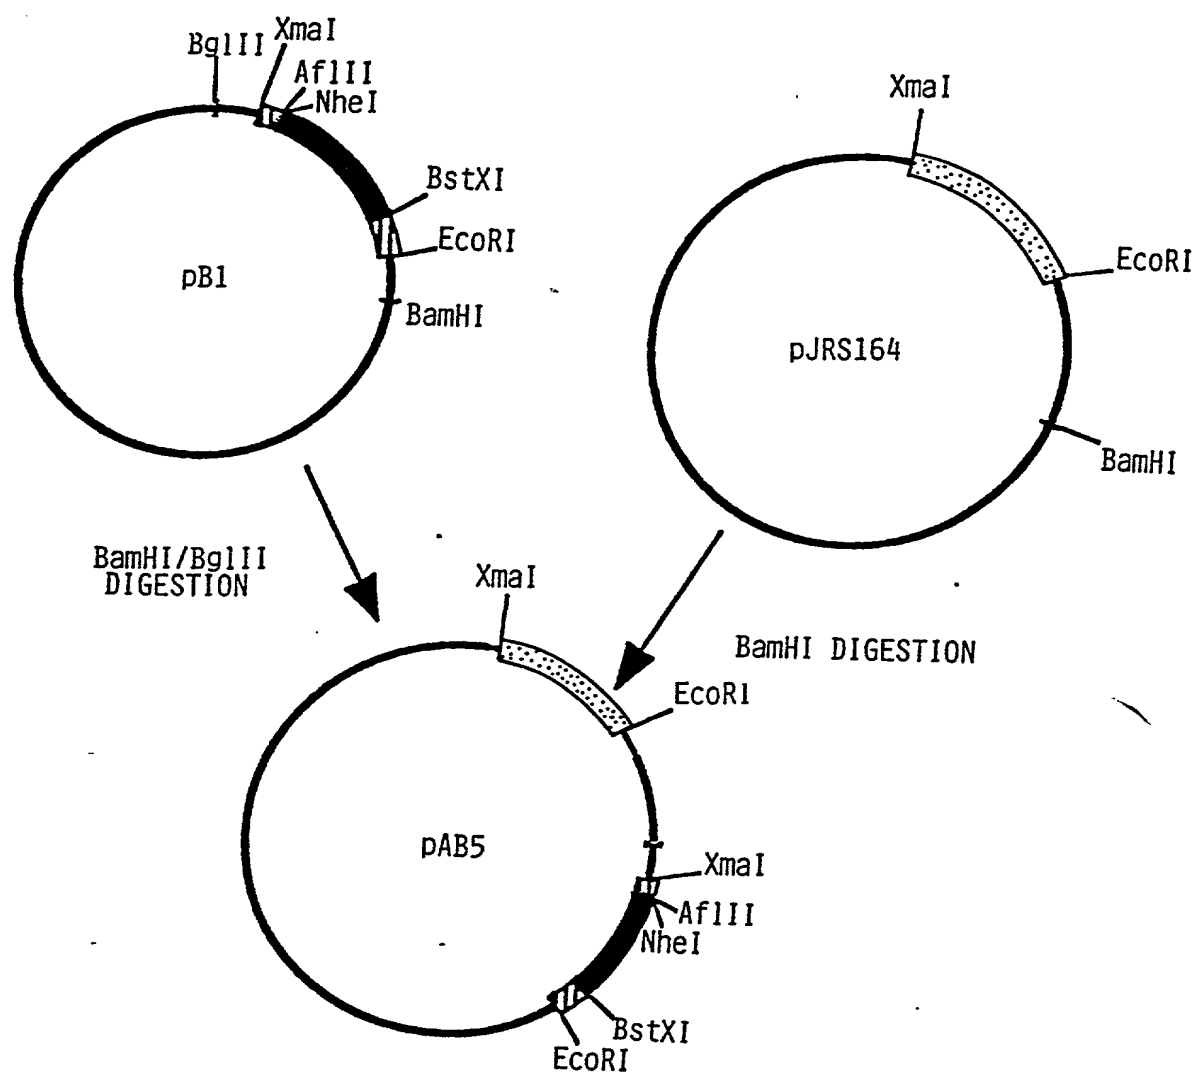 BglII
XmaI
AflII
NheI
BstXI
EcoRI
BamHI
pB1
XmaI
EcoRI
BamHI
pJRS164
BamHI/BglII
DIGESTION
BamHI DIGESTION
XmaI
EcoRI
pAB5
XmaI
AflII
NheI
BstXI
EcoRI